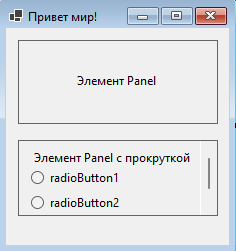 Привет мир!
Элемент Panel
Элемент Panel с прокруткой
radioButton1
radioButton2